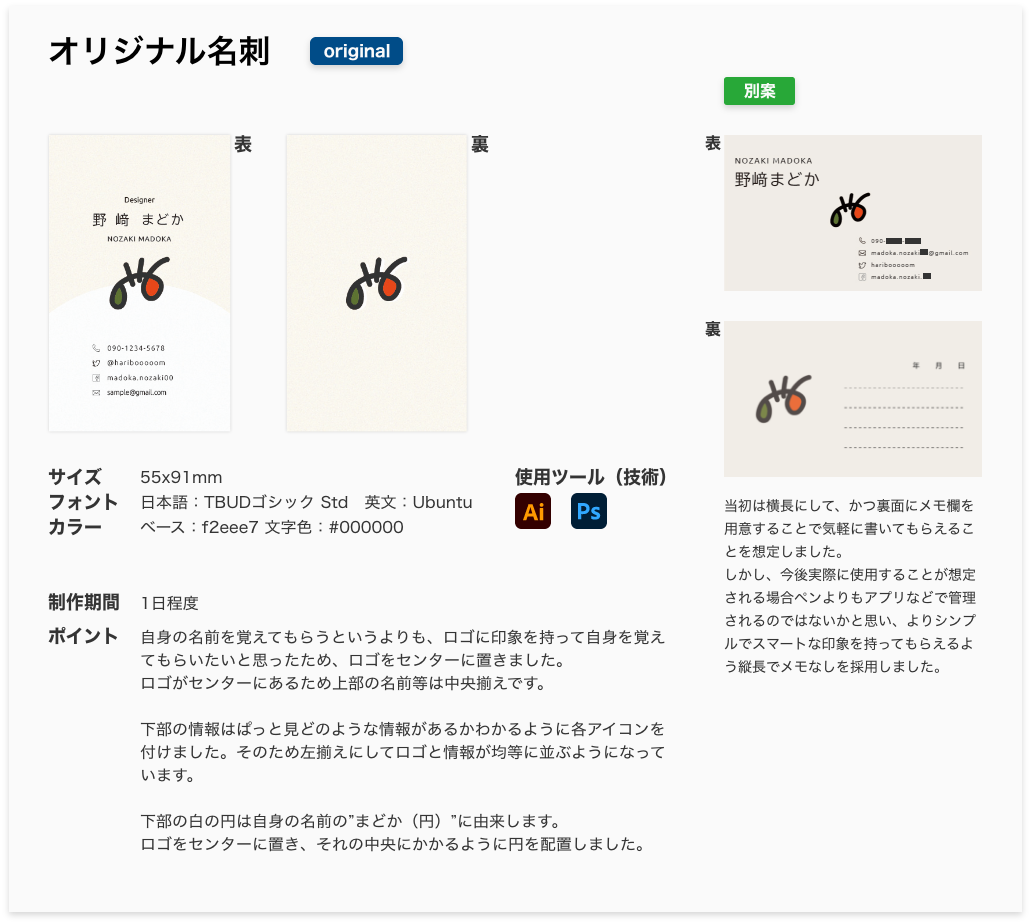 オリジナル名刺
original
別案
表
Designer
野 﨑 まどか
NOZAKI MADOKA
090-1234-5678
@haribooooom
madoka.nozaki00
sample@gmail.com
裏
表
NOZAKI MADOKA
野﨑まどか
090-
madoka.nozaki @gmail.com
haribooooom
madoka.nozaki.
裏
年 月 日
サイズ 55x91mm
フォント 日本語：TBUDゴシック Std 英文：Ubuntu
カラー ベース：f2eee7 文字色：#000000
使用ツール（技術）
Ai Ps
制作期間 1日程度
ポイント 自身の名前を覚えてもらうというよりも、ロゴに印象を持って自身を覚え
てもらいたいと思ったため、ロゴをセンターに置きました。
ロゴがセンターにあるため上部の名前等は中央揃えです。
下部の情報はぱっと見どのような情報があるかわかるように各アイコンを
付けました。そのため左揃えにしてロゴと情報が均等に並ぶようになって
います。
下部の白の円は自身の名前の”まどか（円）”に由来します。
ロゴをセンターに置き、それの中央にかかるように円を配置しました。
当初は横長にして、かつ裏面にメモ欄を
用意することで気軽に書いてもらえるこ
とを想定しました。
しかし、今後実際に使用することが想定
される場合ペンよりもアプリなどで管理
されるのではないかと思い、よりシンプ
ルでスマートな印象を持ってもらえるよ
う縦長でメモなしを採用しました。